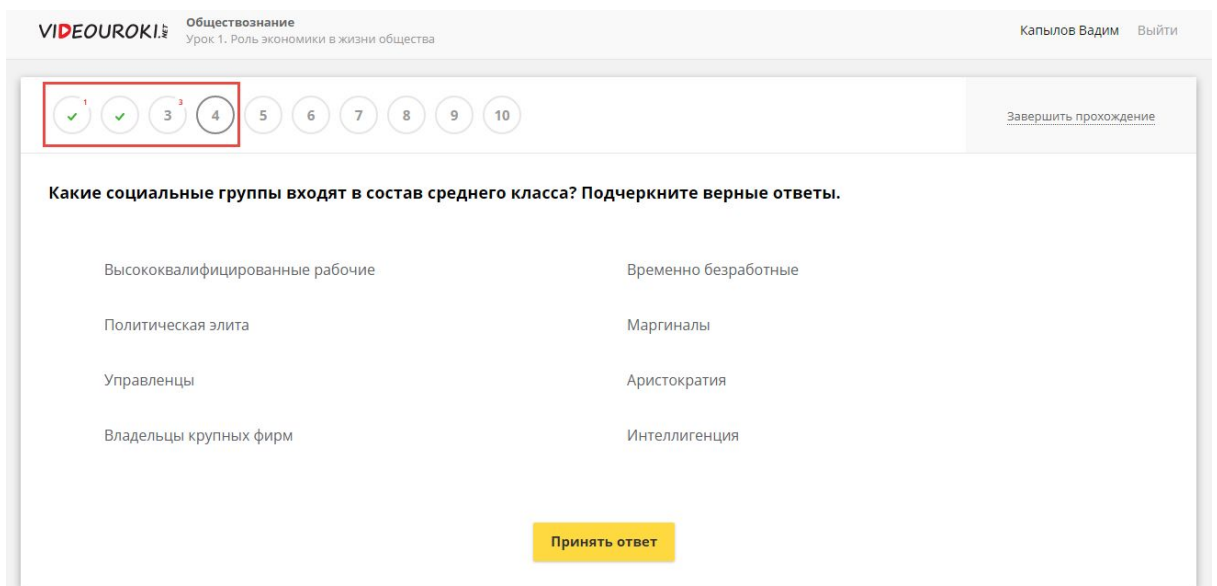 VIDEOUROKI.NET
Обществознание
Урок 1. Роль экономики в жизни общества
Капылов Вадим Выйти
1 3 3 4 5 6 7 8 9 10
Завершить прохождение
Какие социальные группы входят в состав среднего класса? Подчеркните верные ответы.
Высококвалифицированные рабочие
Временно безработные
Политическая элита
Маргиналы
Управленцы
Аристократия
Владельцы крупных фирм
Интеллигенция
Принять ответ